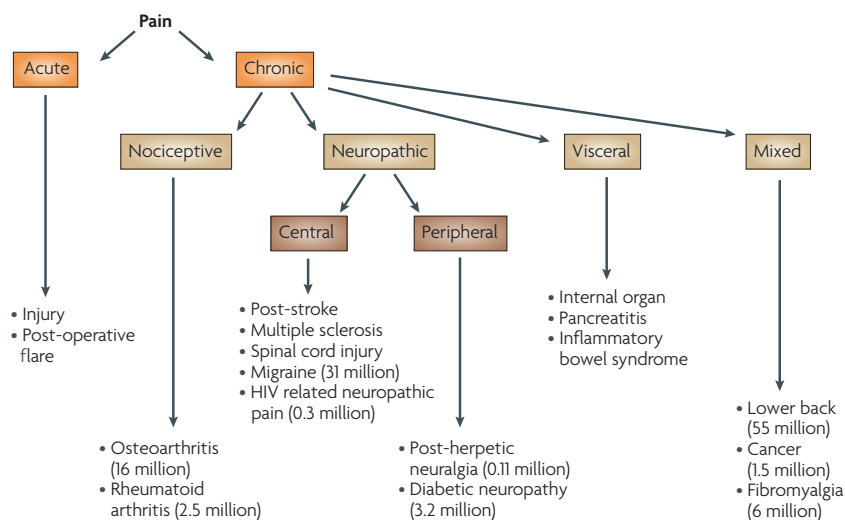 Pain
Acute
Chronic
Nociceptive
Neuropathic
Visceral
Mixed
Central
Peripheral
• Injury
• Post-operative
flare
• Post-stroke
• Multiple sclerosis
• Spinal cord injury
• Migraine (31 million)
• HIV related neuropathic
pain (0.3 million)
• Internal organ
• Pancreatitis
• Inflammatory
bowel syndrome
• Osteoarthritis
(16 million)
• Rheumatoid
arthritis (2.5 million)
• Post-herpetic
neuralgia (0.11 million)
• Diabetic neuropathy
(3.2 million)
• Lower back
(55 million)
• Cancer
(1.5 million)
• Fibromyalgia
(6 million)